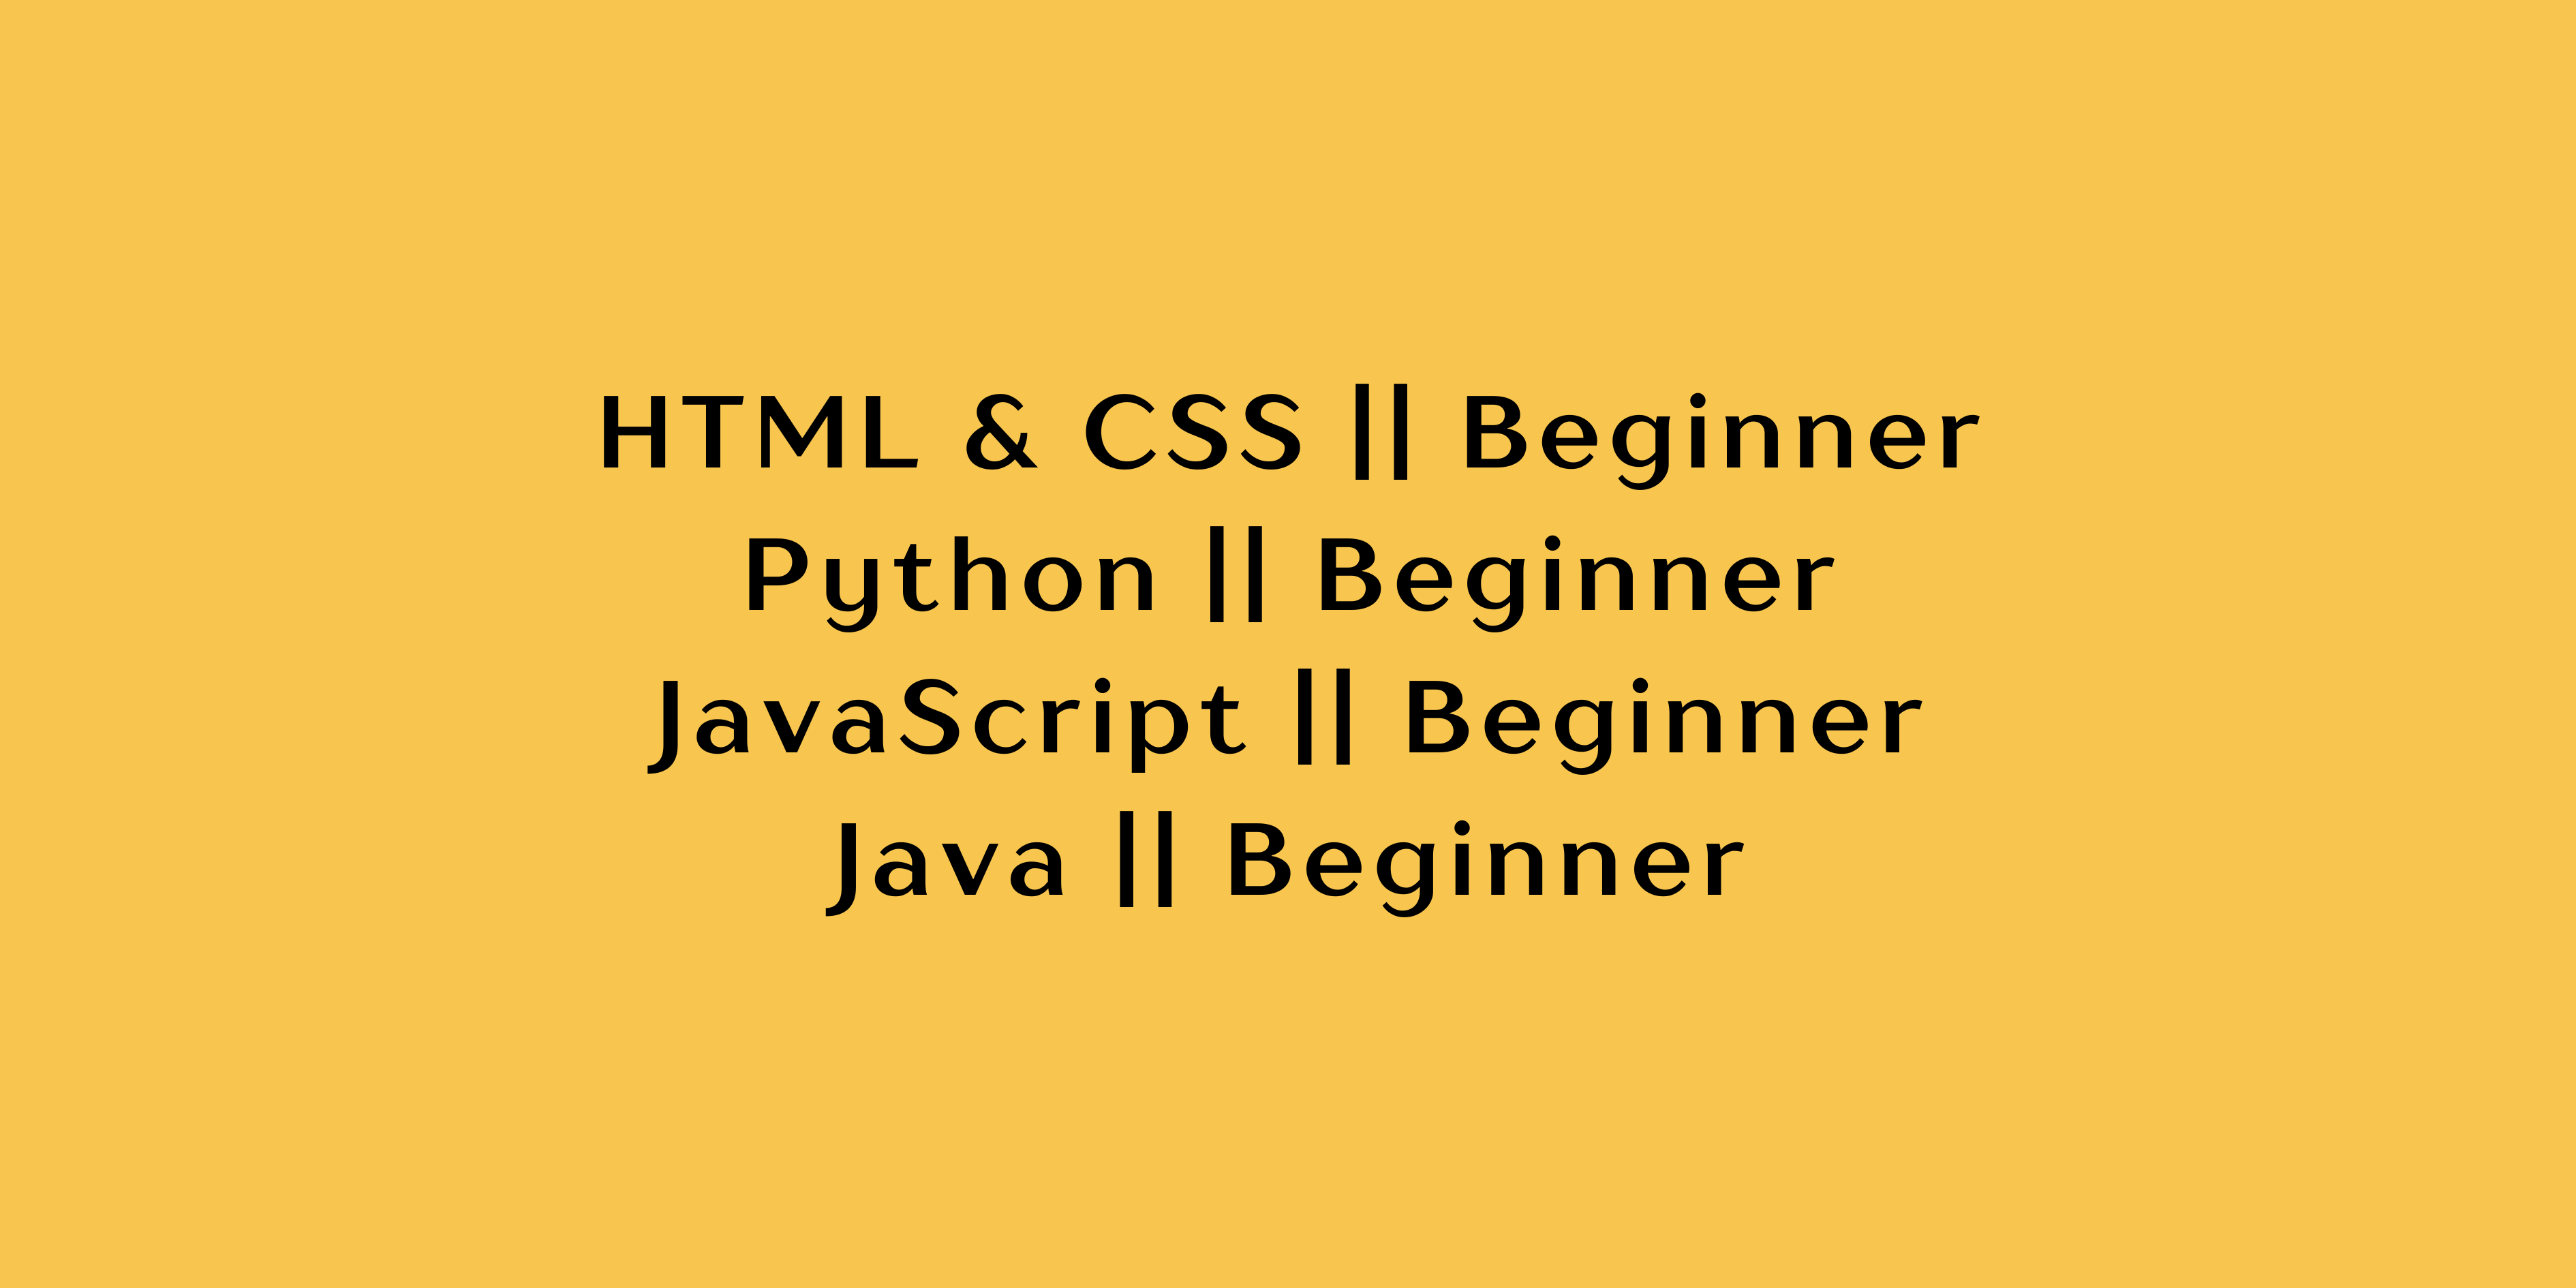 HTML & CSS || Beginner
Python || Beginner
JavaScript || Beginner
Java || Beginner